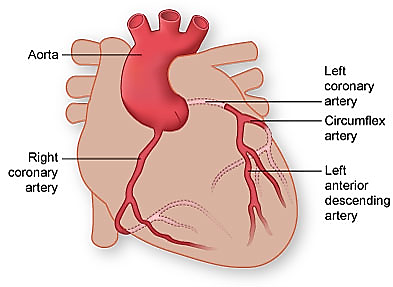 Aorta
Left
coronary
artery
Circumflex
artery
Right
coronary
artery
Left
anterior
descending
artery